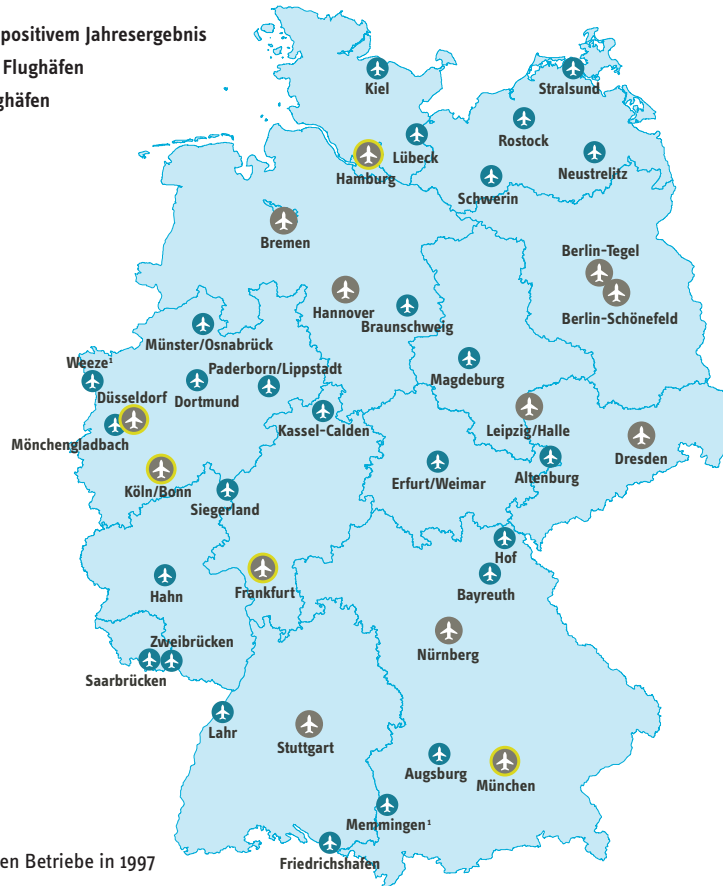 positivem Jahresergebnis
Flughäfen
ghäfen
Kiel
Stralsund
Rostock
Lübeck
Hamburg
Neustrelitz
Schwerin
Bremen
Berlin-Tegel
Hannover
Braunschweig
Berlin-Schönefeld
Münster/Osnabrück
Weeze¹
Paderborn/Lippstadt
Magdeburg
Düsseldorf
Dortmund
Mönchengladbach
Kassel-Calden
Leipzig/Halle
Dresden
Köln/Bonn
Siegerland
Erfurt/Weimar
Altenburg
Hof
Hahn
Frankfurt
Bayreuth
Zweibrücken
Nürnberg
Saarbrücken
Lahr
Stuttgart
Augsburg
München
Memmingen¹
Friedrichshafen
en Betriebe in 1997